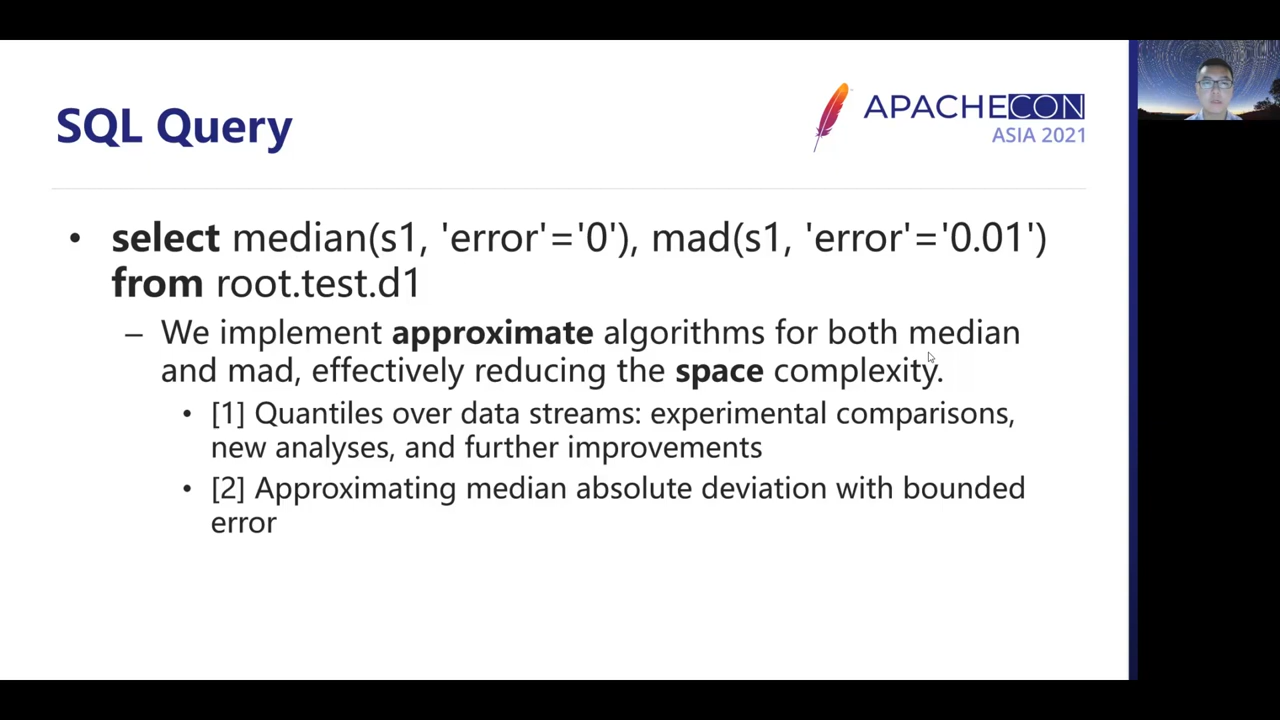 SQL Query
APACHECON
ASIA 2021
• select median(s1, 'error'='0'), mad(s1, 'error'='0.01')
from root.test.d1
– We implement approximate algorithms for both median
and mad, effectively reducing the space complexity.
• [1] Quantiles over data streams: experimental comparisons,
new analyses, and further improvements
• [2] Approximating median absolute deviation with bounded
error